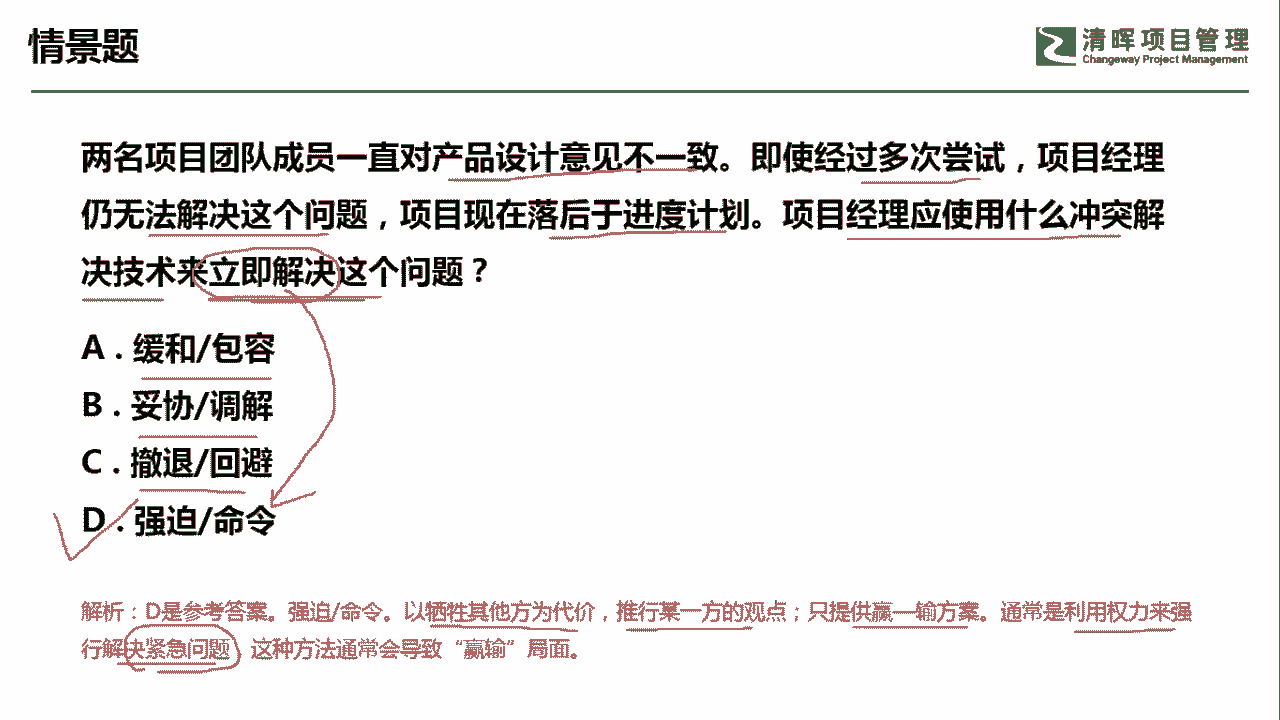 情景题
清晖项目管理
Changeway Project Management
两名项目团队成员一直对产品设计意见不一致。即使经过多次尝试，项目经理
仍无法解决这个问题，项目现在落后于进度计划。项目经理应使用什么冲突解
决技术来立即解决这个问题？
A . 缓和/包容
B . 妥协/调解
C . 撤退/回避
D . 强迫/命令
解析：D是参考答案。强迫/命令。以牺牲其他方为代价，推行某一方的观点；只提供赢—输方案。通常是利用权力来强
行解决紧急问题，这种方法通常会导致“赢输”局面。